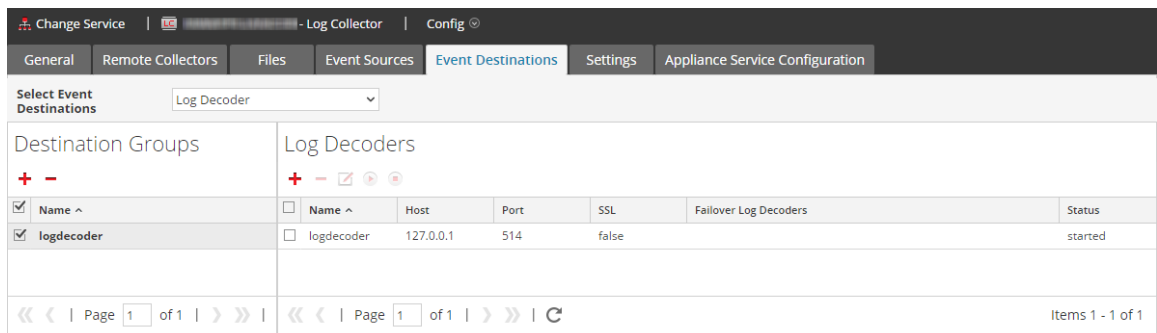 Change Service | LC - Log Collector | Config
General Remote Collectors Files Event Sources Event Destinations Settings Appliance Service Configuration
Select Event
Destinations
Log Decoder
Destination Groups
Log Decoders
Name
Name Host Port SSL Failover Log Decoders Status
logdecoder
logdecoder 127.0.0.1 514 false started
Page 1 of 1
Page 1 of 1
Items 1 - 1 of 1